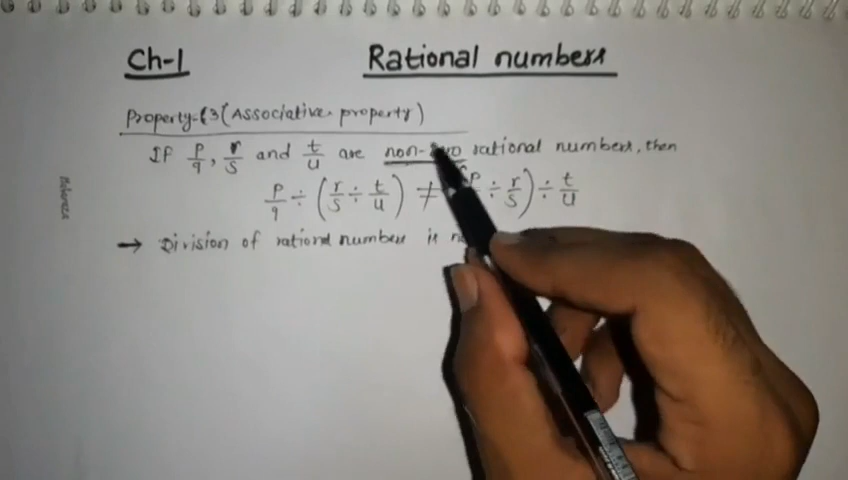 Ch-1 Rational numbers
Property-(3(Associative property)
If p/q, r/s and t/u are non-zero rational numbers, then
p/q ÷ (r/s ÷ t/u) ≠ (p/q ÷ r/s) ÷ t/u
→ Division of rational numbers is